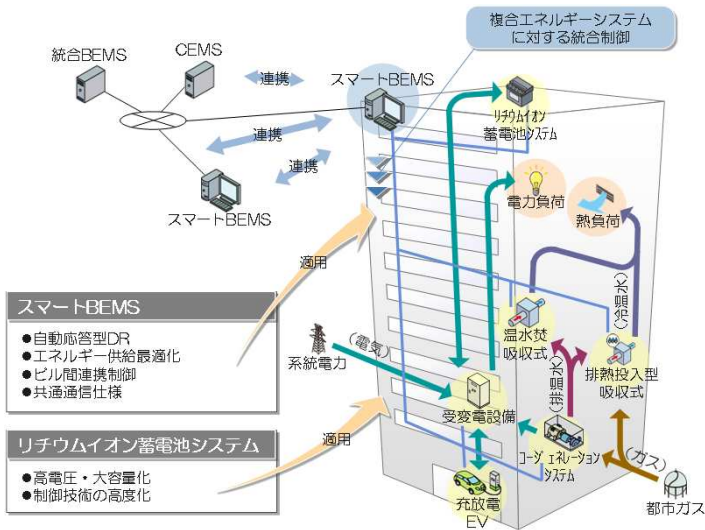 複合エネルギーシステム
に対する統合制御
統合BEMS
CEMS
連携
スマートBEMS
連携
連携
スマートBEMS
リチウムイオン
蓄電池システム
電力負荷
熱負荷
適用
スマートBEMS
●自動応答型DR
●エネルギー供給最適化
●ビル間連携制御
●共通通信仕様
系統電力
(電気)
温水焚
吸収式
(冷温水)
排熱投入型
吸収式
(排温水)
受変電設備
コージェネレーション
システム
(ガス)
都市ガス
充放電
EV
適用
リチウムイオン蓄電池システム
●高電圧・大容量化
●制御技術の高度化